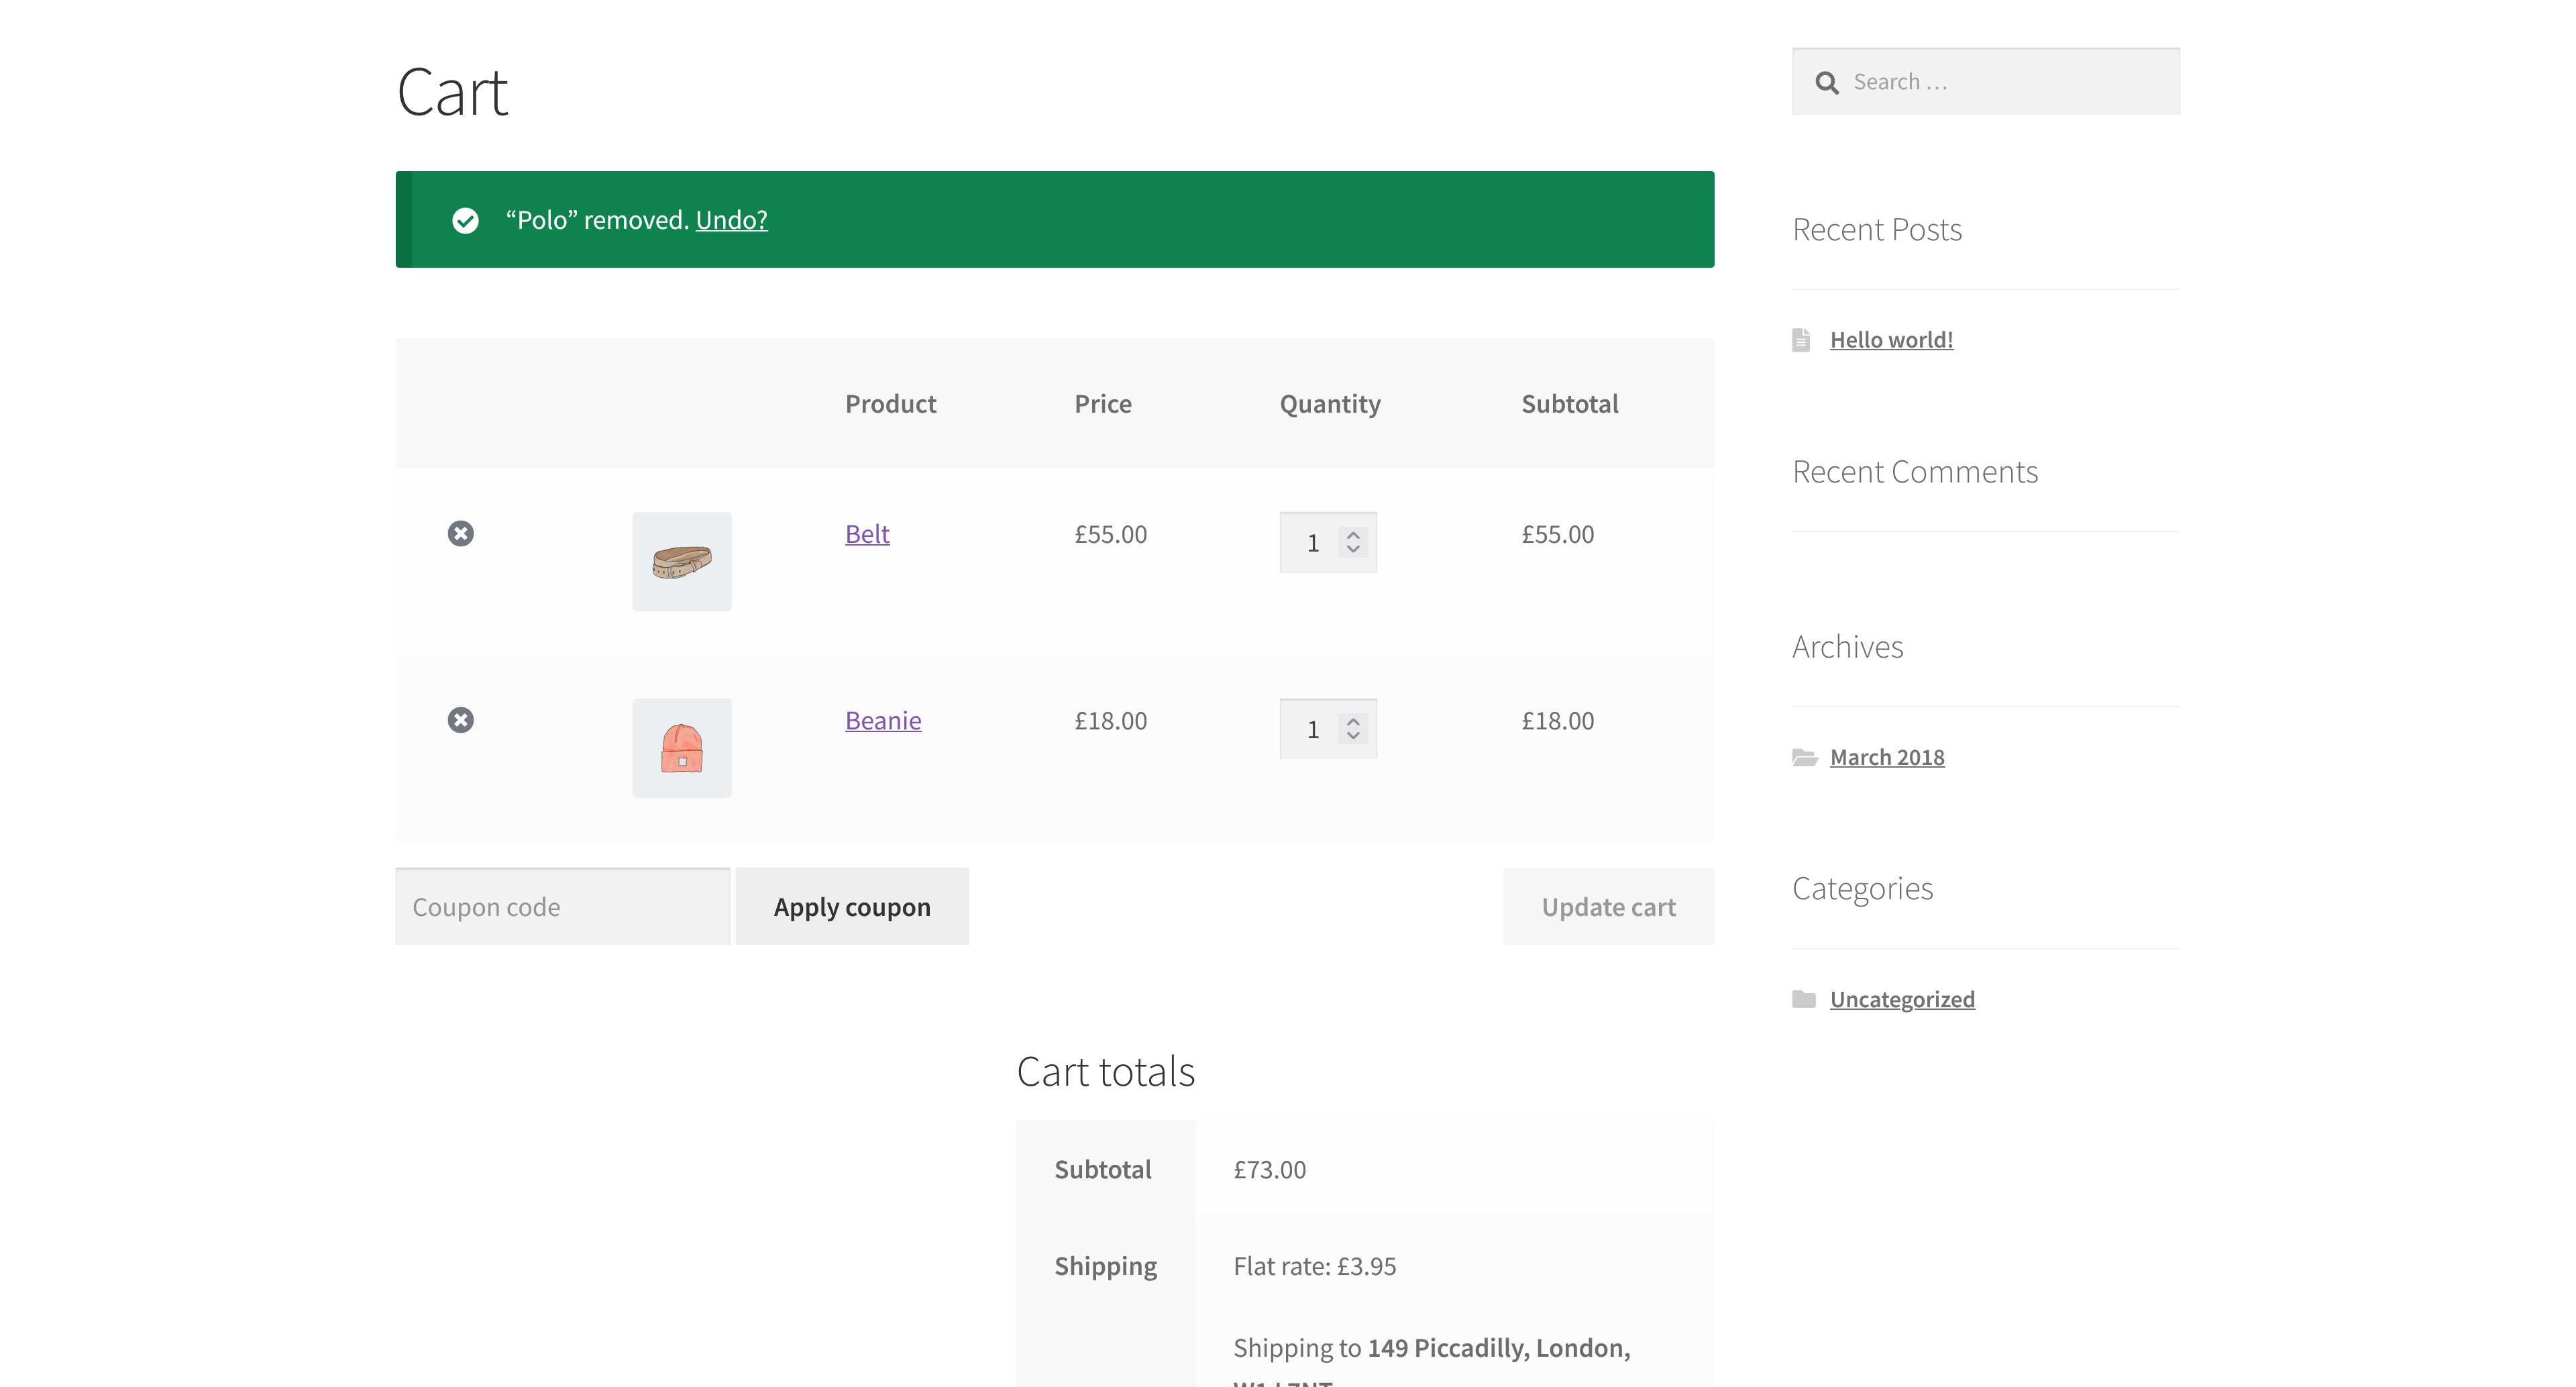 Cart
“Polo” removed. Undo?
Product Price Quantity Subtotal
Belt £55.00 1 £55.00
Beanie £18.00 1 £18.00
Coupon code Apply coupon Update cart
Cart totals
Subtotal £73.00
Shipping Flat rate: £3.95
Shipping to 149 Piccadilly, London,
Search …
Recent Posts
Hello world!
Recent Comments
Archives
March 2018
Categories
Uncategorized